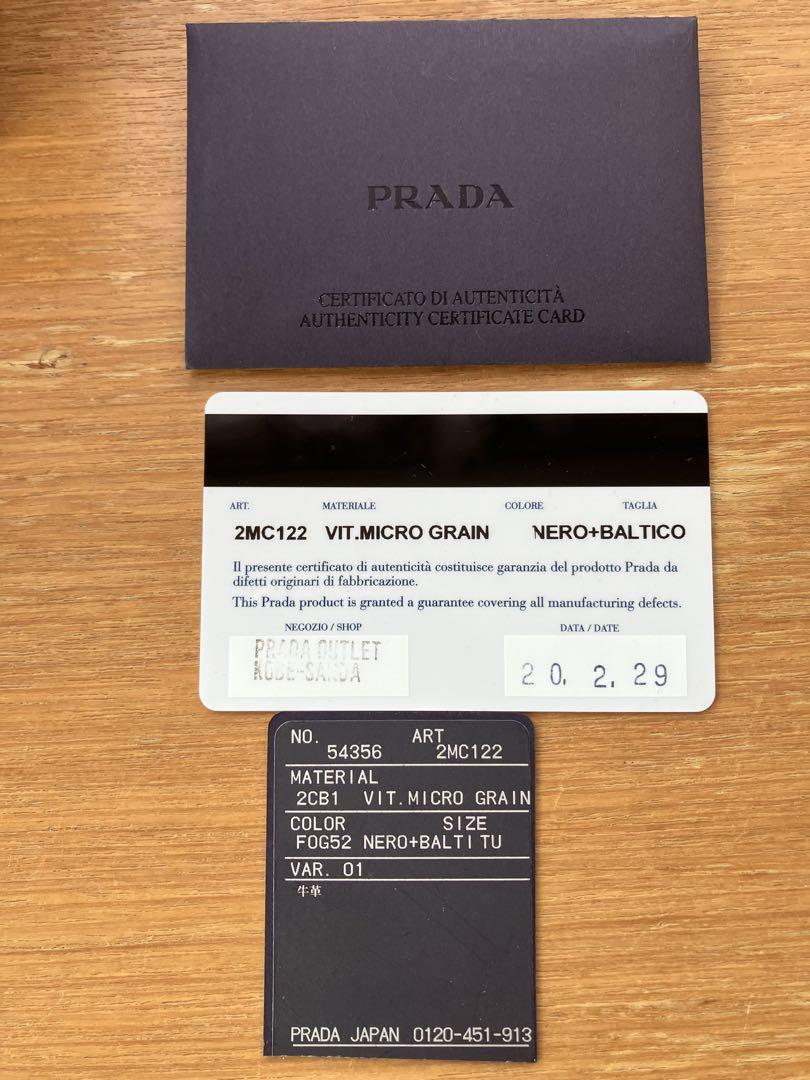 PRADA
CERTIFICATO DI AUTENTICITÀ
AUTHENTICITY CERTIFICATE CARD
ART. MATERIALE COLORE TAGLIA
2MC122 VIT.MICRO GRAIN NERO+BALTICO
Il presente certificato di autenticità costituisce garanzia del prodotto Prada da
difetti originari di fabbricazione.
This Prada product is granted a guarantee covering all manufacturing defects.
NEGOZIO / SHOP DATA / DATE
PRADA OUTLET
KOBE-SANDA
20. 2. 29
NO. ART
54356 2MC122
MATERIAL
2CB1 VIT.MICRO GRAIN
COLOR SIZE
F0G52 NERO+BALTI TU
VAR. 01
牛革
PRADA JAPAN 0120-451-913